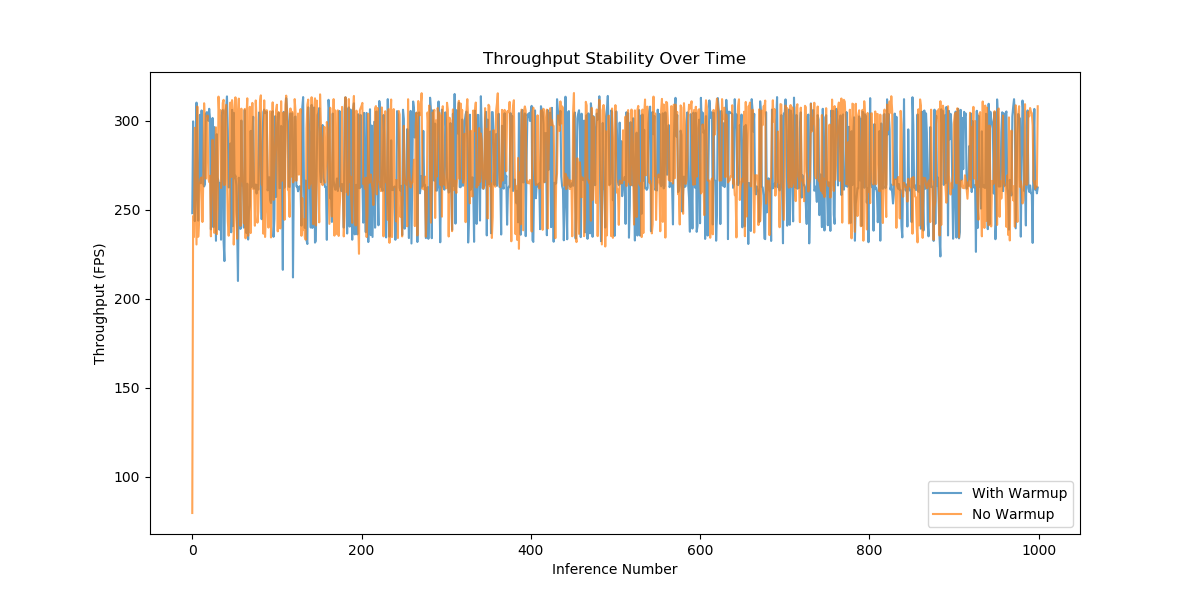 Throughput Stability Over Time
Throughput (FPS)
300
250
200
150
100
0
200
400
600
800
1000
Inference Number
With Warmup
No Warmup